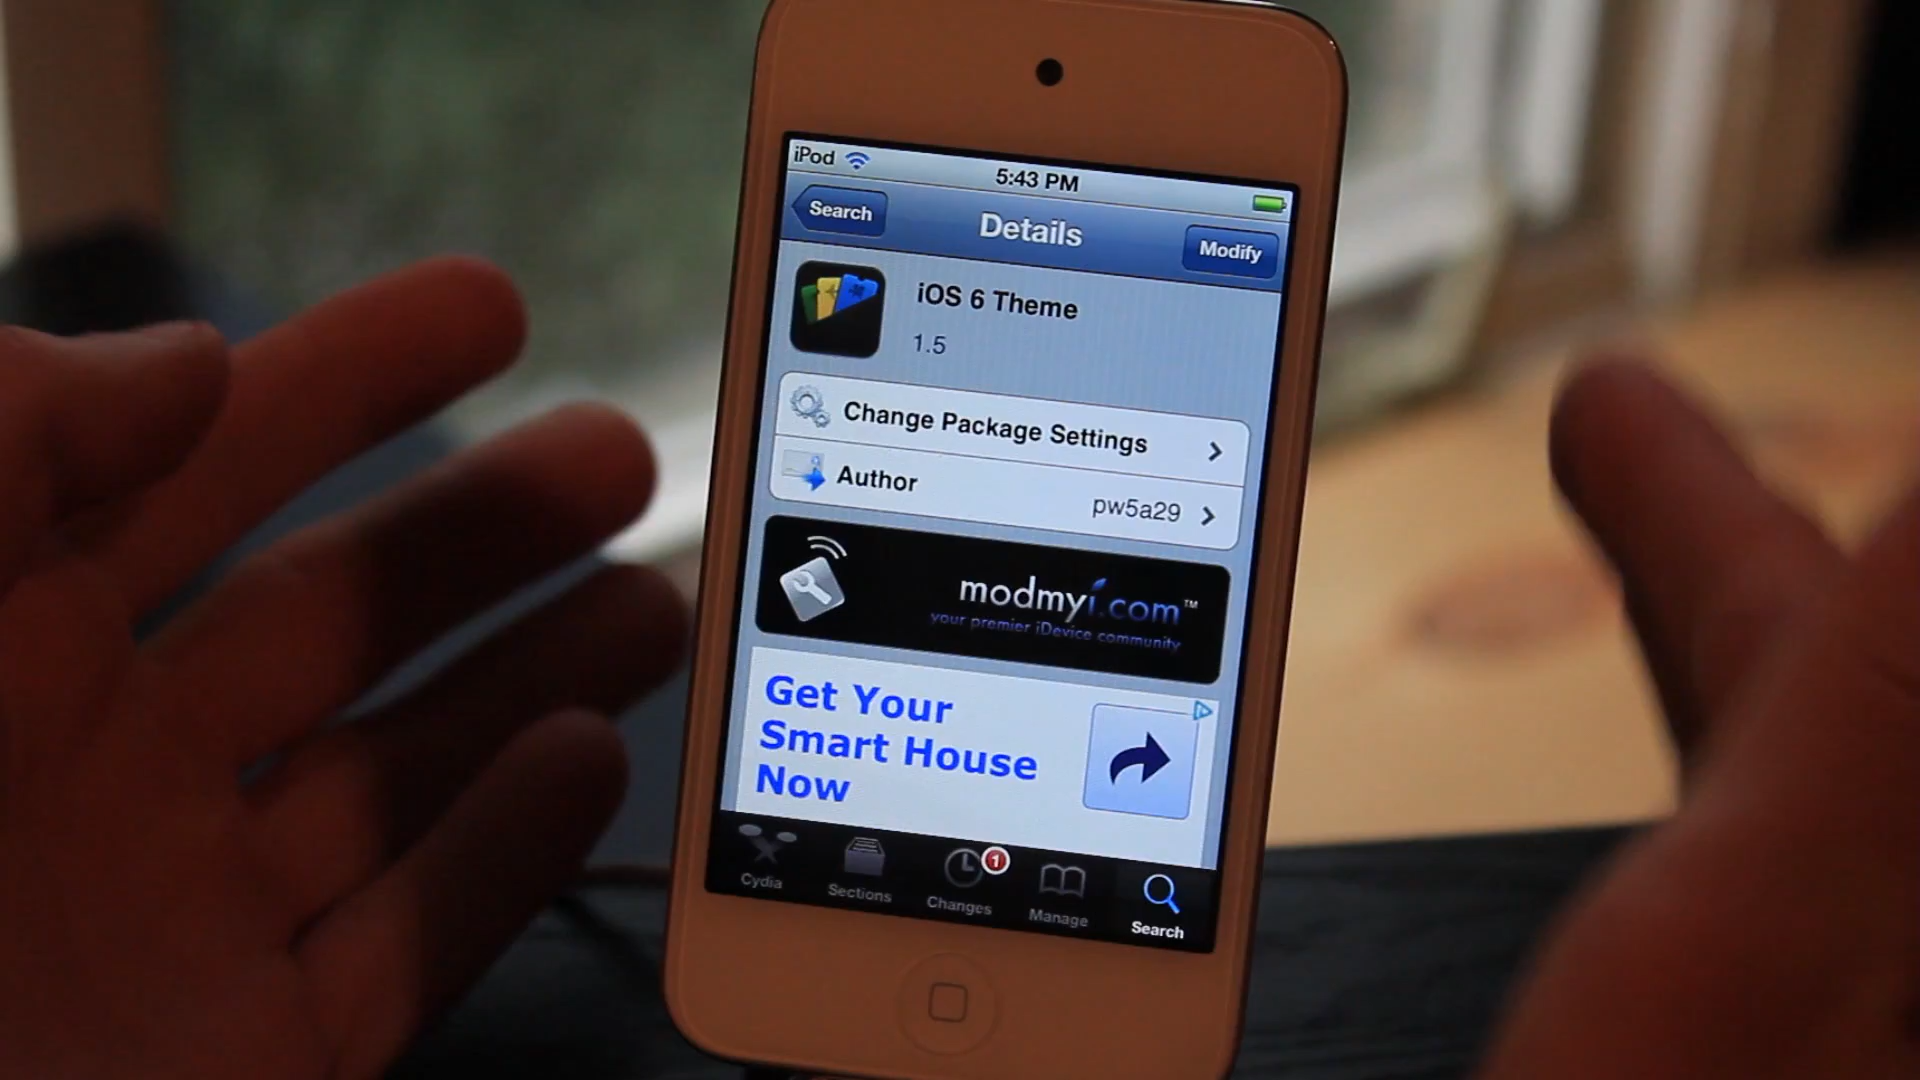 iPod
5:43 PM
Search
Details
Modify
iOS 6 Theme
1.5
Change Package Settings
Author
pw5a29
modmyi.com™
your premier iDevice community
Get Your
Smart House
Now
Cydia
Sections
1
Changes
Manage
Search